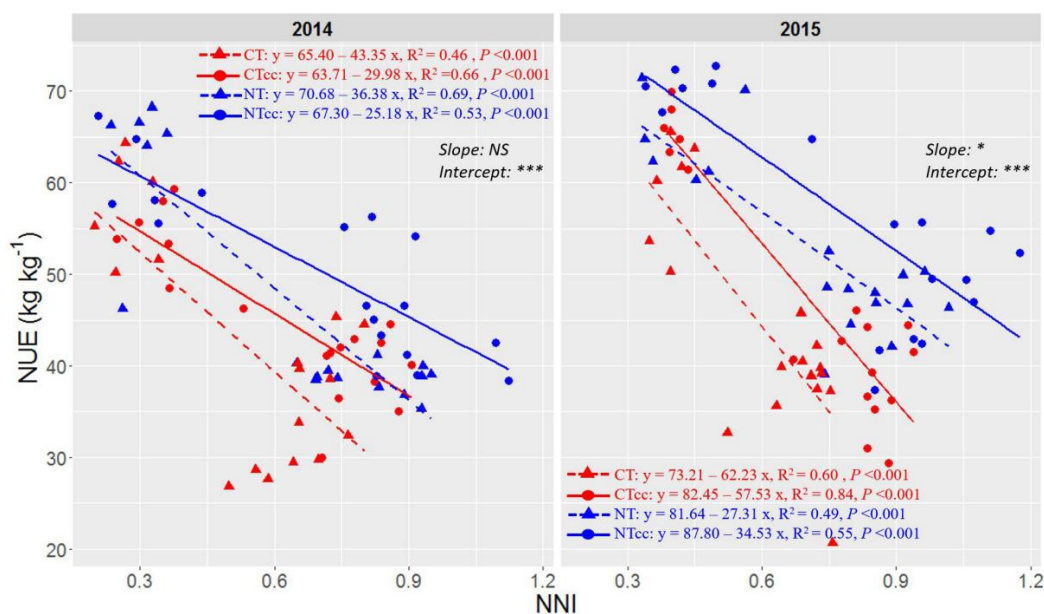 2014
2015
CT: y = 65.40 – 43.35 x, R² = 0.46 , P <0.001
CTcc: y = 63.71 – 29.98 x, R² =0.66 , P <0.001
NT: y = 70.68 – 36.38 x, R² = 0.69, P <0.001
NTcc: y = 67.30 – 25.18 x, R² = 0.53, P <0.001
Slope: NS
Intercept: ***
Slope: *
Intercept: ***
CT: y = 73.21 – 62.23 x, R² = 0.60 , P <0.001
CTcc: y = 82.45 – 57.53 x, R² = 0.84, P <0.001
NT: y = 81.64 – 27.31 x, R² = 0.49, P <0.001
NTcc: y = 87.80 – 34.53 x, R² = 0.55, P <0.001
NUE (kg kg⁻¹)
70
60
50
40
30
20
0.3 0.6 0.9 1.2
0.3 0.6 0.9 1.2
NNI